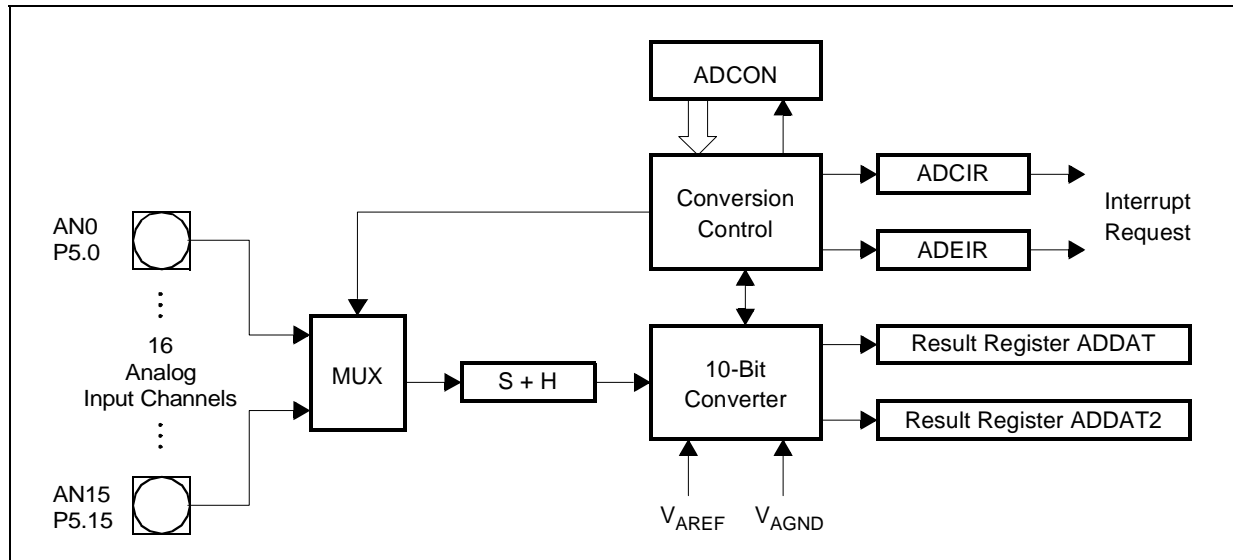 ADCON
Conversion
Control
ADCIR
ADEIR
Interrupt
Request
AN0
P5.0
16
Analog
Input Channels
AN15
P5.15
MUX
S + H
10-Bit
Converter
Result Register ADDAT
Result Register ADDAT2
VAREF
VAGND